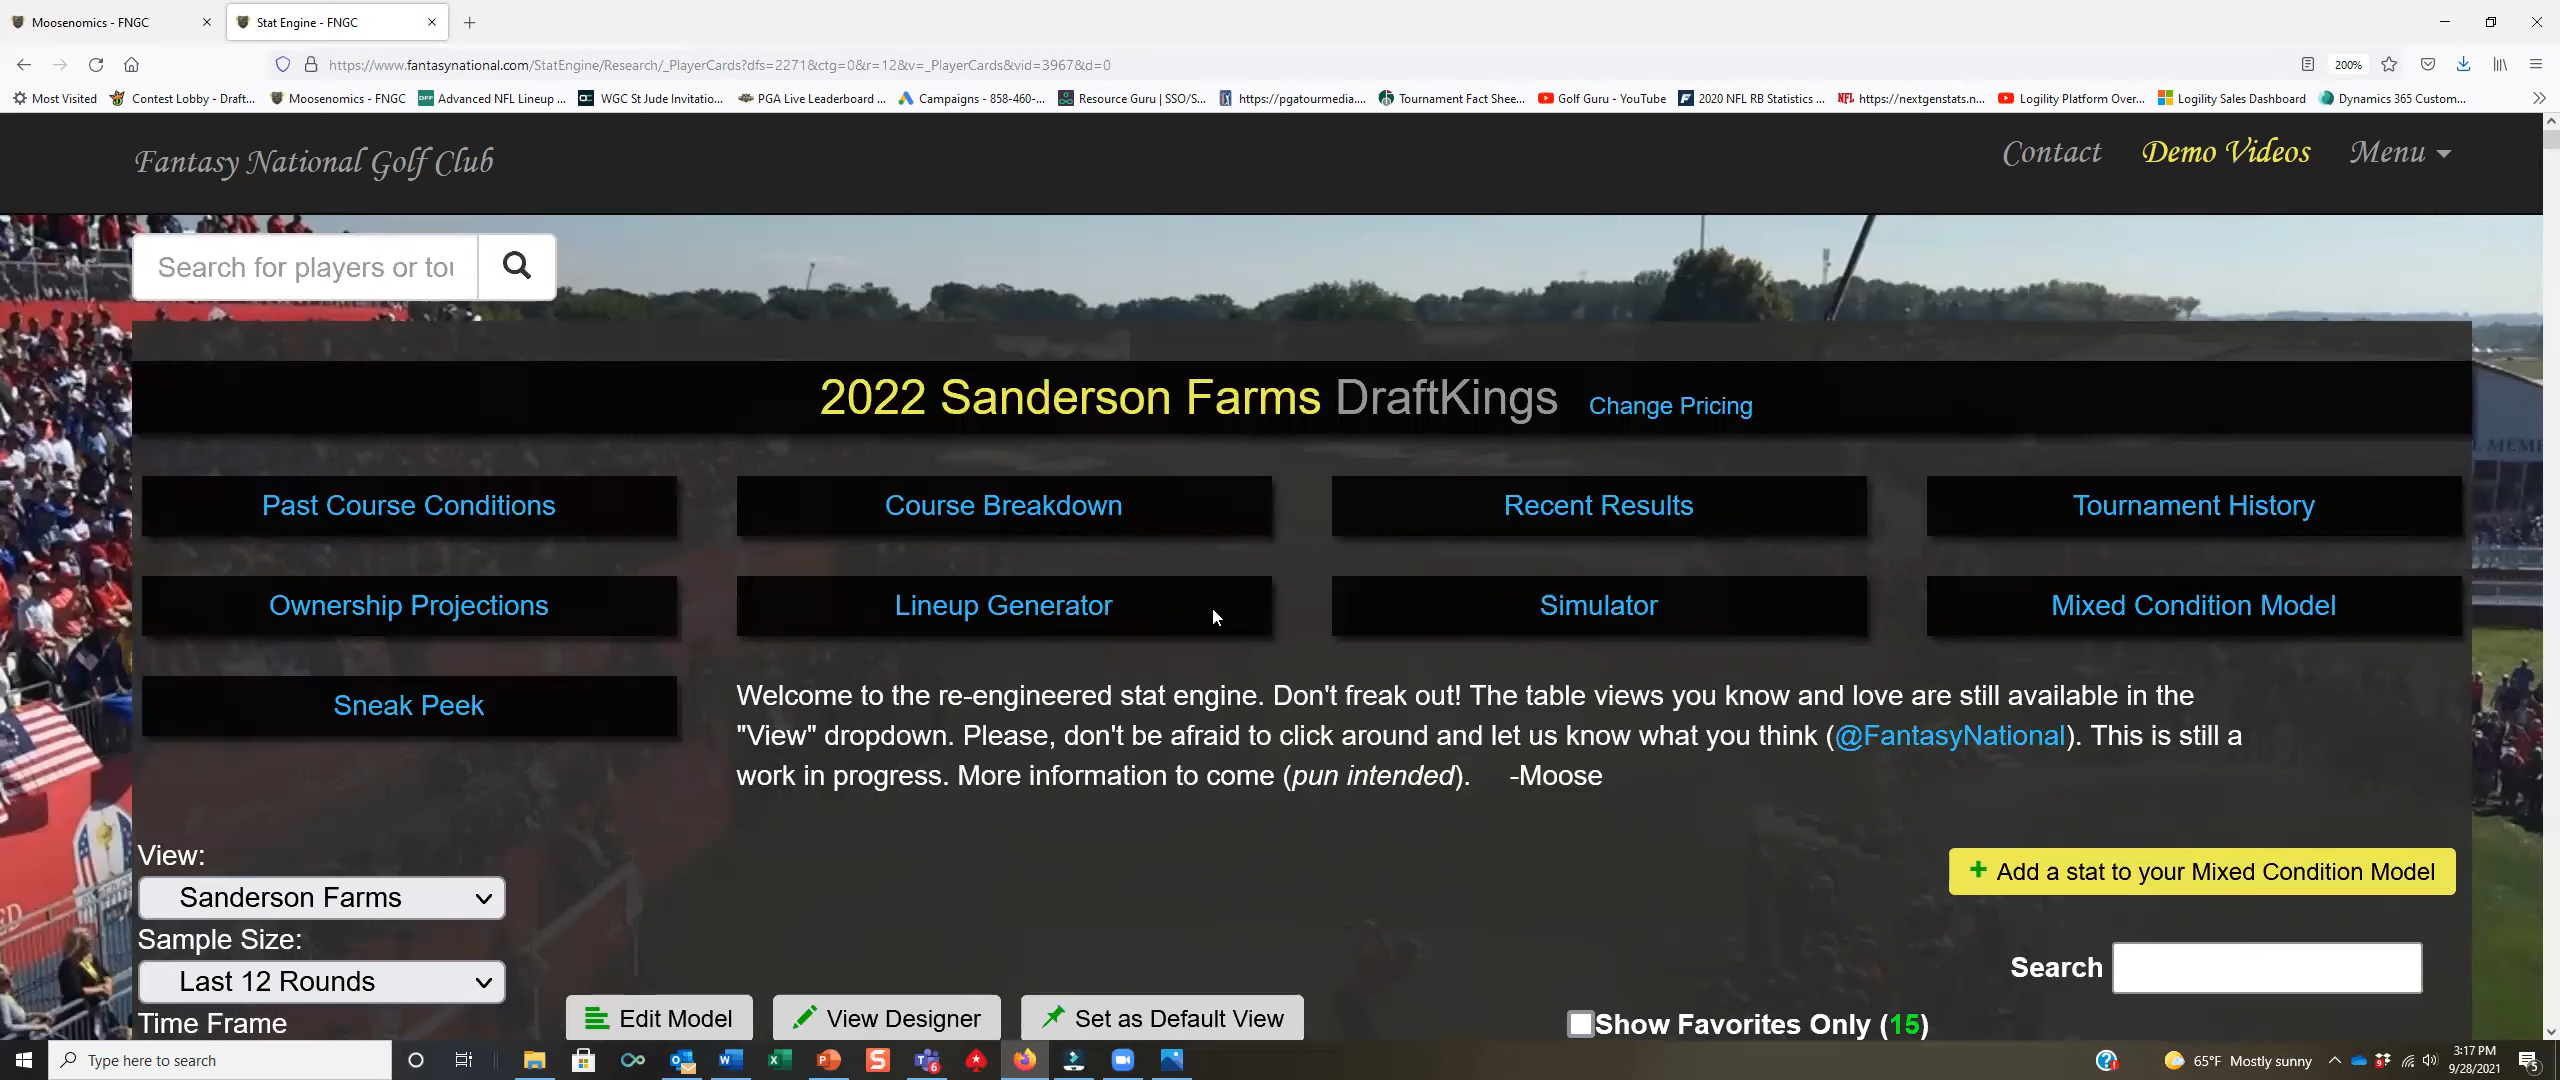 Moosenomics - FNGC
Stat Engine - FNGC
https://www.fantasynational.com/StatEngine/Research/_PlayerCards?dfs=2271&ctg=0&r=12&v=_PlayerCards&vid=3967&d=0
200%
Most Visited
Contest Lobby - Draft...
Moosenomics - FNGC
Advanced NFL Lineup ...
WGC St Jude Invitatio...
PGA Live Leaderboard ...
Campaigns - 858-460-...
Resource Guru | SSO/S...
https://pgatourmedia....
Tournament Fact Shee...
Golf Guru - YouTube
2020 NFL RB Statistics ...
https://nextgenstats.n...
Logility Platform Over...
Logility Sales Dashboard
Dynamics 365 Custom...
Fantasy National Golf Club
Contact
Demo Videos
Menu
Search for players or tou
2022 Sanderson Farms DraftKings Change Pricing
Past Course Conditions
Course Breakdown
Recent Results
Tournament History
Ownership Projections
Lineup Generator
Simulator
Mixed Condition Model
Sneak Peek
Welcome to the re-engineered stat engine. Don't freak out! The table views you know and love are still available in the
"View" dropdown. Please, don't be afraid to click around and let us know what you think (@FantasyNational). This is still a
work in progress. More information to come (pun intended). -Moose
View:
Sanderson Farms
+ Add a stat to your Mixed Condition Model
Sample Size:
Last 12 Rounds
Search
Time Frame
Edit Model
View Designer
Set as Default View
Show Favorites Only (15)
Type here to search
65°F Mostly sunny
3:17 PM
9/28/2021